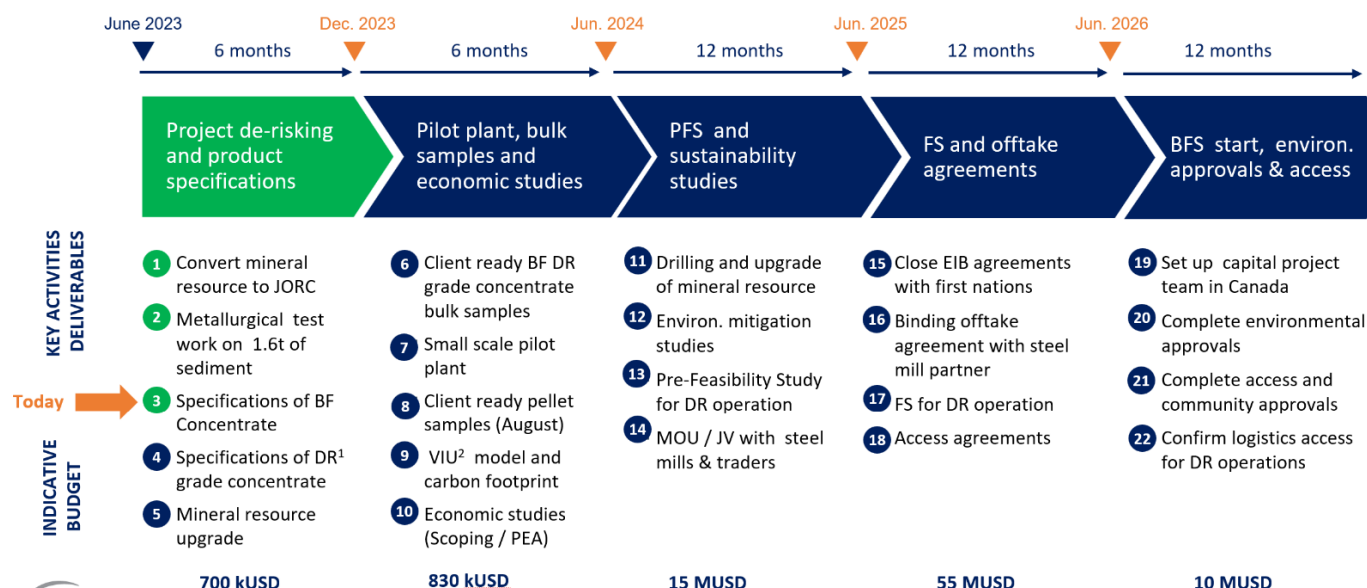 June 2023
Dec. 2023
Jun. 2024
Jun. 2025
Jun. 2026
6 months
6 months
12 months
12 months
12 months
Project de-risking
and product
specifications
Pilot plant, bulk
samples and
economic studies
PFS and
sustainability
studies
FS and offtake
agreements
BFS start, environ.
approvals & access
KEY ACTIVITIES
DELIVERABLES
Today
INDICATIVE
BUDGET
1 Convert mineral
resource to JORC
2 Metallurgical test
work on 1.6t of
sediment
3 Specifications of BF
Concentrate
4 Specifications of DR¹
grade concentrate
5 Mineral resource
upgrade
700 kUSD
6 Client ready BF DR
grade concentrate
bulk samples
7 Small scale pilot
plant
8 Client ready pellet
samples (August)
9 VIU² model and
carbon footprint
10 Economic studies
(Scoping / PEA)
830 kUSD
11 Drilling and upgrade
of mineral resource
12 Environ. mitigation
studies
13 Pre-Feasibility Study
for DR operation
14 MOU / JV with steel
mills & traders
15 MUSD
15 Close EIB agreements
with first nations
16 Binding offtake
agreement with steel
mill partner
17 FS for DR operation
18 Access agreements
55 MUSD
19 Set up capital project
team in Canada
20 Complete environmental
approvals
21 Complete access and
community approvals
22 Confirm logistics access
for DR operations
10 MUSD